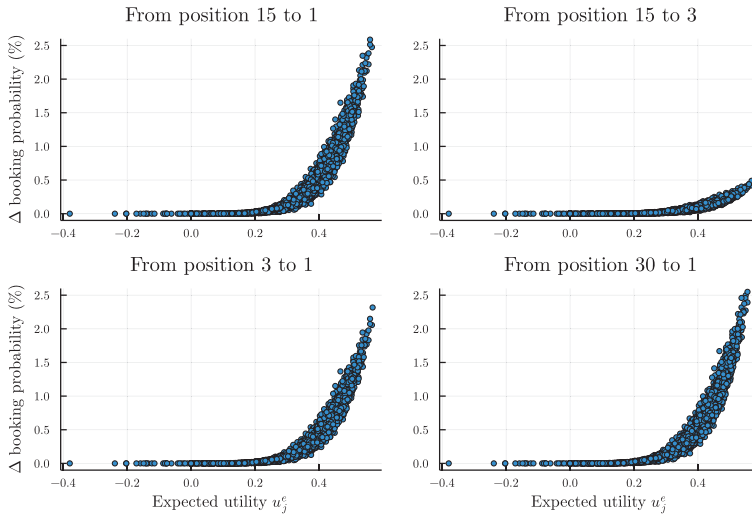 From position 15 to 1
From position 15 to 3
Δ booking probability (%)
2.5
2.0
1.5
1.0
0.5
0.0
−0.4 −0.2 0.0 0.2 0.4
2.5
2.0
1.5
1.0
0.5
0.0
−0.4 −0.2 0.0 0.2 0.4
From position 3 to 1
From position 30 to 1
Δ booking probability (%)
2.5
2.0
1.5
1.0
0.5
0.0
−0.4 −0.2 0.0 0.2 0.4
Expected utility $u_j^e$
2.5
2.0
1.5
1.0
0.5
0.0
−0.4 −0.2 0.0 0.2 0.4
Expected utility $u_j^e$